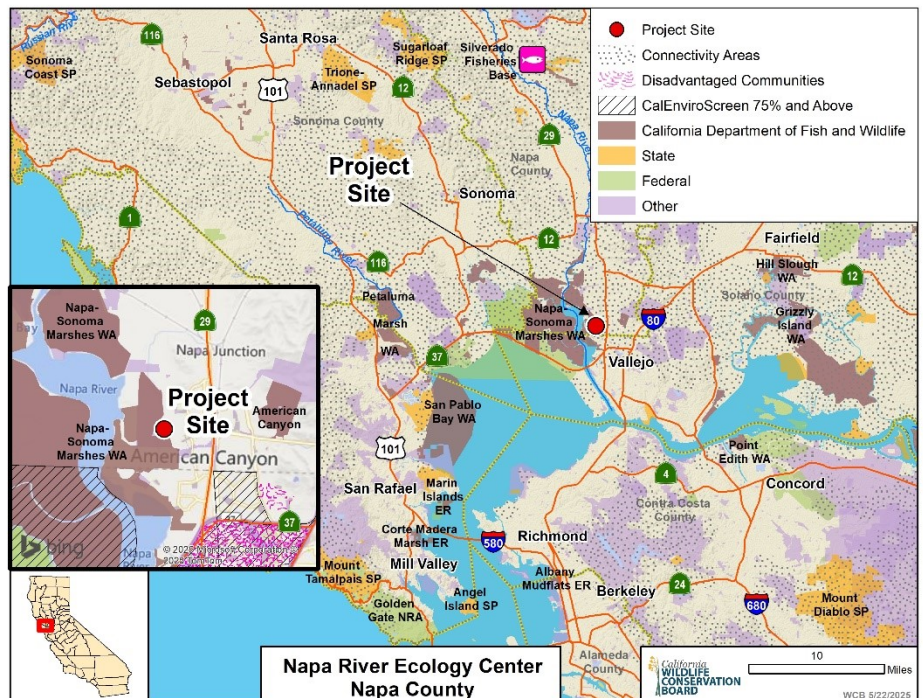 Russian River
116
Santa Rosa
Sugarloaf
Ridge SP
Silverado
Fisheries
Base
Sonoma
Coast SP
Sebastopol
101
Trione-
Annadel SP
12
Sonoma County
29
Napa River
Napa
County
Project
Site
Sonoma
1
Petaluma River
116
12
Petaluma
Marsh
WA
Napa-
Sonoma
Marshes WA
80
Vallejo
37
Fairfield
Hill Slough
WA
12
Solano County
Grizzly
Island
WA
San Pablo
Bay WA
101
San Rafael
Marin
Islands
ER
Point
Edith WA
4
Concord
Contra Costa
County
Corte Madera
Marsh ER
580
Richmond
Mill Valley
Mount
Tamalpais SP
Angel
Island SP
Albany
Mudflats ER
Berkeley
24
680
Mount
Diablo SP
Golden
Gate NRA
Alameda
County
Project Site
Connectivity Areas
Disadvantaged Communities
CalEnviroScreen 75% and Above
California Department of Fish and Wildlife
State
Federal
Other
Napa-
Sonoma
Marshes WA
29
Bay
Napa Junction
Napa River
Project
Site
American
Canyon
Napa-
Sonoma
Marshes WA
American Canyon
37
bing
Napa River Ecology Center
Napa County
California
WILDLIFE
CONSERVATION
BOARD
10
Miles
WCB 5/22/2025